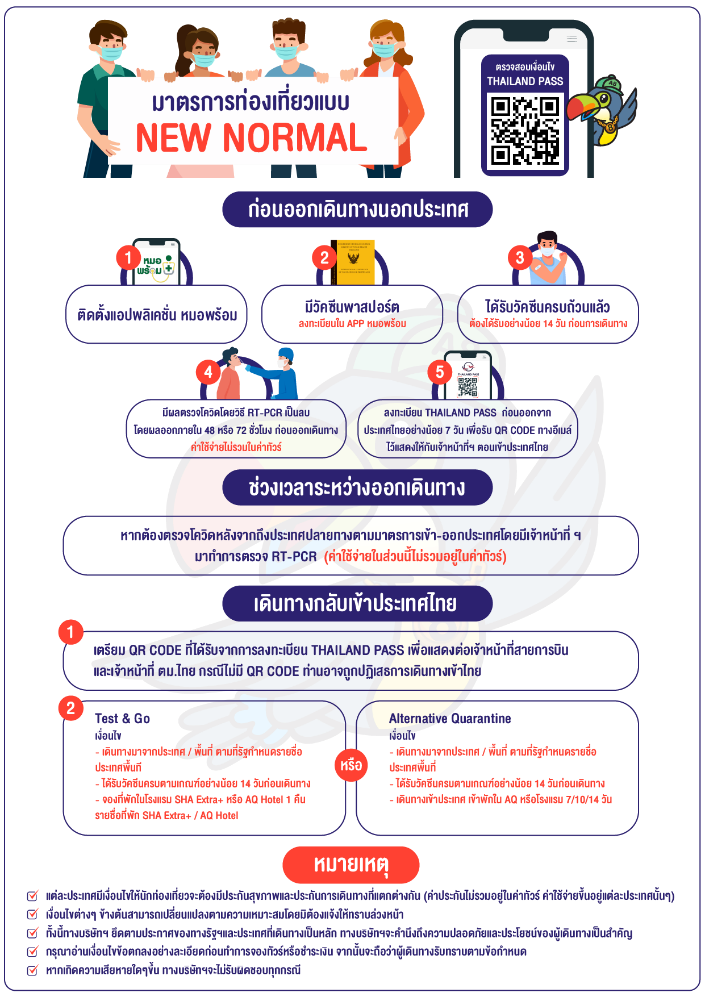 มาตรการท่องเที่ยวแบบ
NEW NORMAL
ตรวจสอบเงื่อนไข
THAILAND PASS
ก่อนออกเดินทางนอกประเทศ
1
หมอ
พร้อม
ติดตั้งแอปพลิเคชั่น หมอพร้อม
2
มีวัคซีนพาสปอร์ต
ลงทะเบียนใน APP หมอพร้อม
3
ได้รับวัคซีนครบถ้วนแล้ว
ต้องได้รับอย่างน้อย 14 วัน ก่อนการเดินทาง
4
มีผลตรวจโควิดโดยวิธี RT-PCR เป็นลบ
โดยผลออกภายใน 48 หรือ 72 ชั่วโมง ก่อนออกเดินทาง
ค่าใช้จ่ายไม่รวมในค่าทัวร์
5
THAILAND PASS
ลงทะเบียน THAILAND PASS ก่อนออกจาก
ประเทศไทยอย่างน้อย 7 วัน เพื่อรับ QR CODE ทางอีเมล์
ไว้แสดงให้กับเจ้าหน้าที่ฯ ตอนเข้าประเทศไทย
ช่วงเวลาระหว่างออกเดินทาง
หากต้องตรวจโควิดหลังจากถึงประเทศปลายทางตามมาตรการเข้า-ออกประเทศโดยมีเจ้าหน้าที่ ฯ
มาทำการตรวจ RT-PCR (ค่าใช้จ่ายในส่วนนี้ไม่รวมอยู่ในค่าทัวร์)
เดินทางกลับเข้าประเทศไทย
1
เตรียม QR CODE ที่ได้รับจากการลงทะเบียน THAILAND PASS เพื่อแสดงต่อเจ้าหน้าที่สายการบิน
และเจ้าหน้าที่ ตม.ไทย กรณีไม่มี QR CODE ท่านอาจถูกปฏิเสธการเดินทางเข้าไทย
2
Test & Go
เงื่อนไข
- เดินทางมาจากประเทศ / พื้นที่ ตามที่รัฐกำหนดรายชื่อ
ประเทศพื้นที่
- ได้รับวัคซีนครบตามเกณฑ์อย่างน้อย 14 วันก่อนเดินทาง
- จองที่พักในโรงแรม SHA Extra+ หรือ AQ Hotel 1 คืน
รายชื่อที่พัก SHA Extra+ / AQ Hotel
หรือ
Alternative Quarantine
เงื่อนไข
- เดินทางมาจากประเทศ / พื้นที่ ตามที่รัฐกำหนดรายชื่อ
ประเทศพื้นที่
- ได้รับวัคซีนครบตามเกณฑ์อย่างน้อย 14 วันก่อนเดินทาง
- เดินทางเข้าประเทศ เข้าพักใน AQ หรือโรงแรม 7/10/14 วัน
หมายเหตุ
แต่ละประเทศมีเงื่อนไขให้นักท่องเที่ยวจะต้องมีประกันสุขภาพและประกันการเดินทางที่แตกต่างกัน (ค่าประกันไม่รวมอยู่ในค่าทัวร์ ค่าใช้จ่ายขึ้นอยู่แต่ละประเทศนั้นๆ)
เงื่อนไขต่างๆ ข้างต้นสามารถเปลี่ยนแปลงตามความเหมาะสมโดยมิต้องแจ้งให้ทราบล่วงหน้า
ทั้งนี้ทางบริษัทฯ ยึดตามประกาศของทางรัฐฯและประเทศที่เดินทางเป็นหลัก ทางบริษัทฯจะคำนึงถึงความปลอดภัยและประโยชน์ของผู้เดินทางเป็นสำคัญ
กรุณาอ่านเงื่อนไขข้อตกลงอย่างละเอียดก่อนทำการจองทัวร์หรือชำระเงิน จากนั้นจะถือว่าผู้เดินทางรับทราบตามข้อกำหนด
หากเกิดความเสียหายใดๆขึ้น ทางบริษัทฯจะไม่รับผิดชอบทุกกรณี